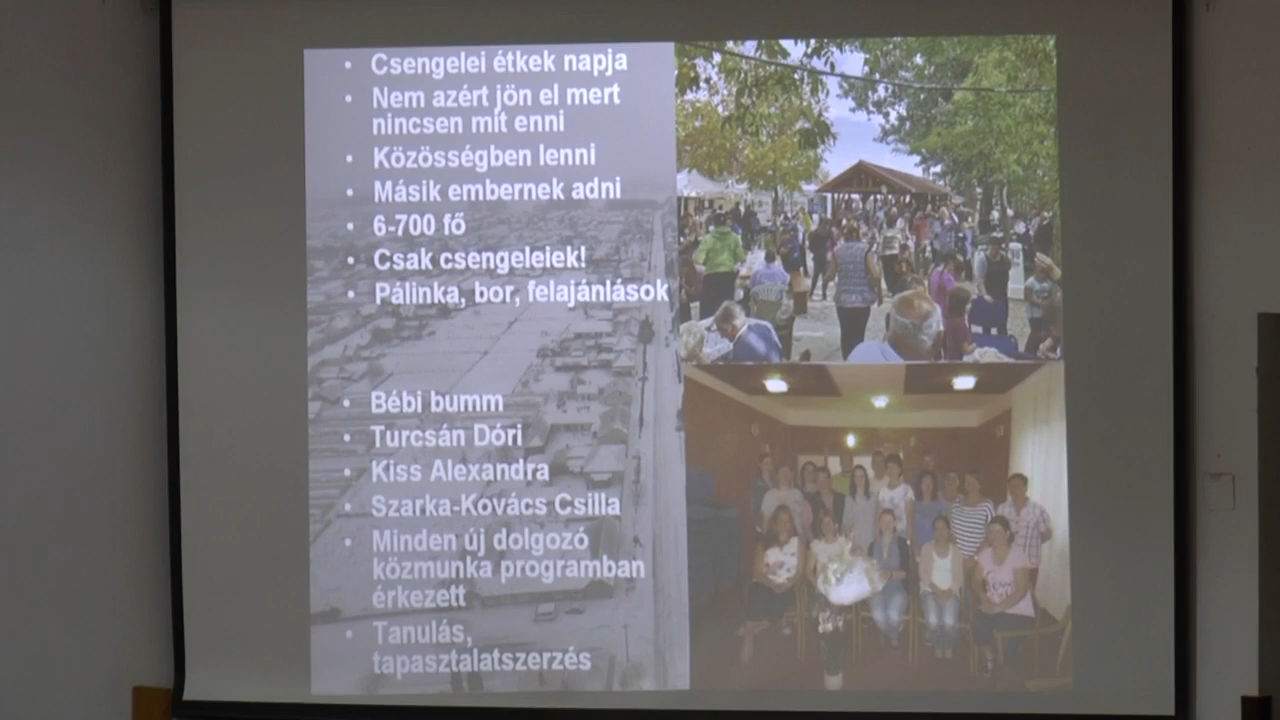 • Csengelei étkek napja
• Nem azért jön el mert
nincsen mit enni
• Közösségben lenni
• Másik embernek adni
• 6-700 fő
• Csak csengeleiek!
• Pálinka, bor, felajánlások
• Bébi bumm
• Turcsán Dóri
• Kiss Alexandra
• Szarka-Kovács Csilla
• Minden új dolgozó
közmunka programban
érkezett
• Tanulás,
tapasztalatszerzés